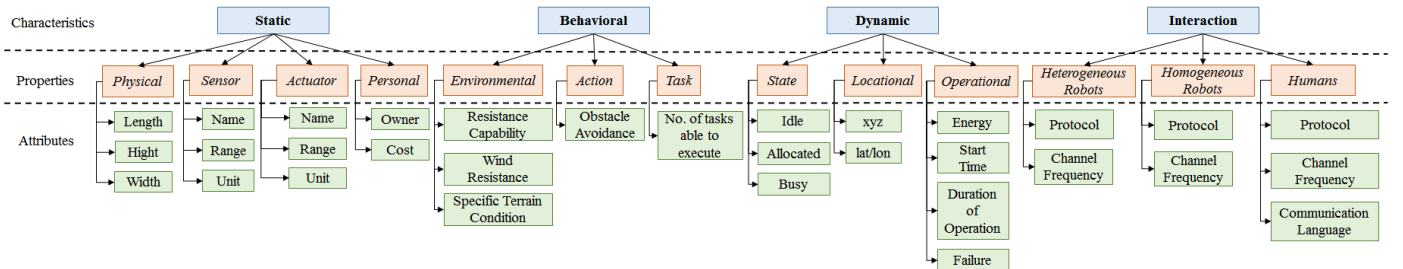 Characteristics
Static
Behavioral
Dynamic
Interaction
Properties
Physical
Sensor
Actuator
Personal
Environmental
Action
Task
State
Locational
Operational
Heterogeneous
Robots
Homogeneous
Robots
Humans
Attributes
Length
Hight
Width
Name
Range
Unit
Name
Range
Unit
Owner
Cost
Resistance
Capability
Wind
Resistance
Specific Terrain
Condition
Obstacle
Avoidance
No. of tasks
able to
execute
Idle
Allocated
Busy
xyz
lat/lon
Energy
Start
Time
Duration
of
Operation
Failure
Protocol
Channel
Frequency
Protocol
Channel
Frequency
Protocol
Channel
Frequency
Communication
Language